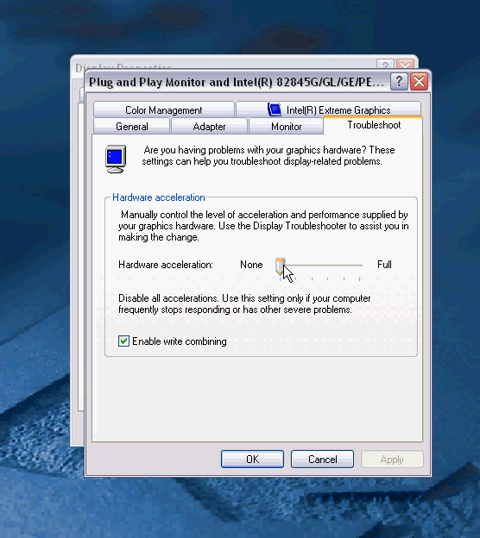 Display Properties
Plug and Play Monitor and Intel(R) 82845G/GL/GE/PE...
Color Management
Intel(R) Extreme Graphics
General
Adapter
Monitor
Troubleshoot
Are you having problems with your graphics hardware? These
settings can help you troubleshoot display-related problems.
Hardware acceleration
Manually control the level of acceleration and performance supplied by
your graphics hardware. Use the Display Troubleshooter to assist you in
making the change.
Hardware acceleration:
None
Full
Disable all accelerations. Use this setting only if your computer
frequently stops responding or has other severe problems.
Enable write combining
OK
Cancel
Apply